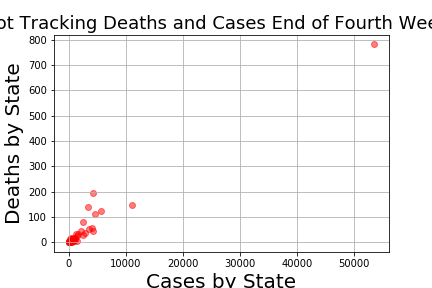 ot Tracking Deaths and Cases End of Fourth Wee
800
700
600
500
400
300
200
100
0
Deaths by State
0 10000 20000 30000 40000 50000
Cases by State